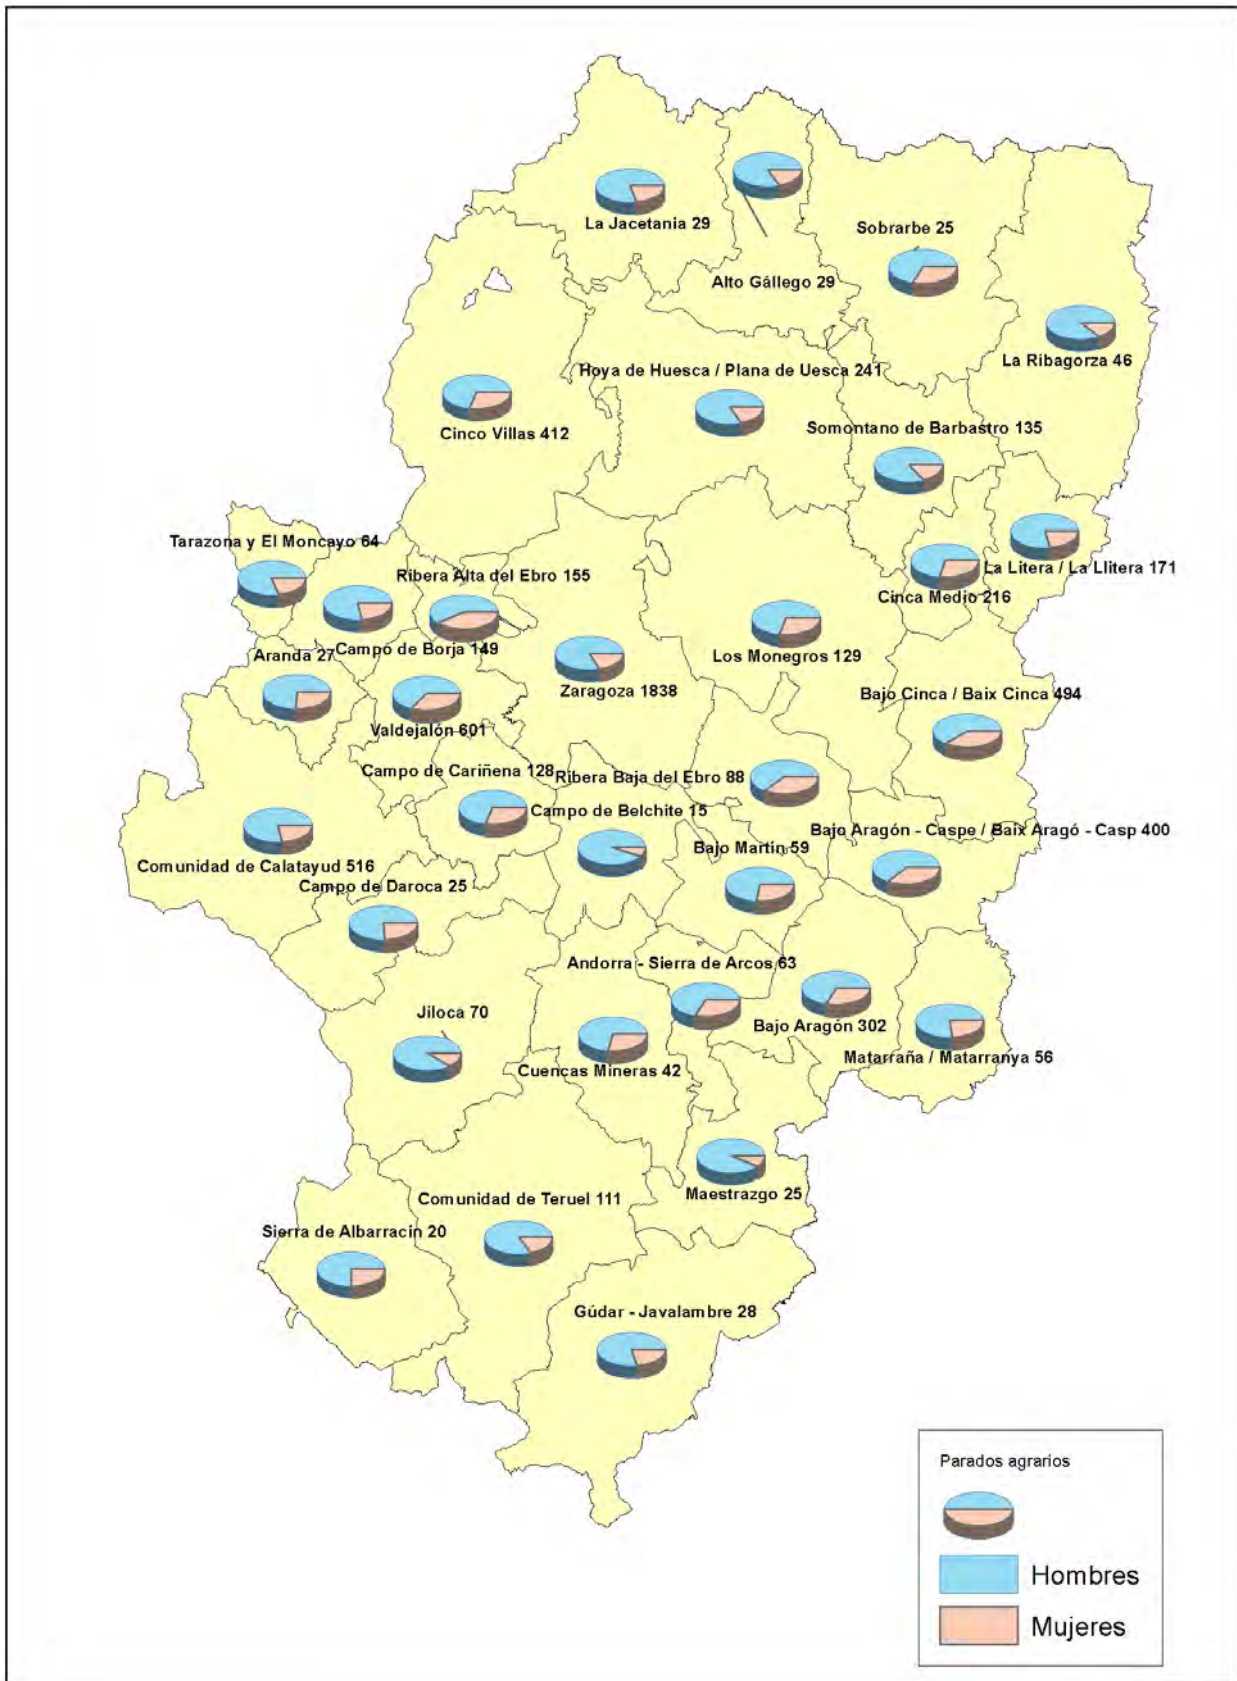 La Jacetania 29
Sobrarbe 25
Alto Gállego 29
La Ribagorza 46
Hoya de Huesca / Plana de Uesca 241
Cinco Villas 412
Somontano de Barbastro 135
Tarazona y El Moncayo 64
Ribera Alta del Ebro 155
La Litera / La Llitera 171
Cinca Medio 216
Aranda 27
Campo de Borja 149
Los Monegros 129
Zaragoza 1838
Bajo Cinca / Baix Cinca 494
Valdejalón 601
Campo de Cariñena 128
Ribera Baja del Ebro 88
Campo de Belchite 15
Bajo Aragón - Caspe / Baix Aragó - Casp 400
Bajo Martín 59
Comunidad de Calatayud 516
Campo de Daroca 25
Andorra - Sierra de Arcos 63
Jiloca 70
Bajo Aragón 302
Matarraña / Matarranya 56
Cuencas Mineras 42
Maestrazgo 25
Comunidad de Teruel 111
Sierra de Albarracín 20
Gúdar - Javalambre 28
Parados agrarios
Hombres
Mujeres